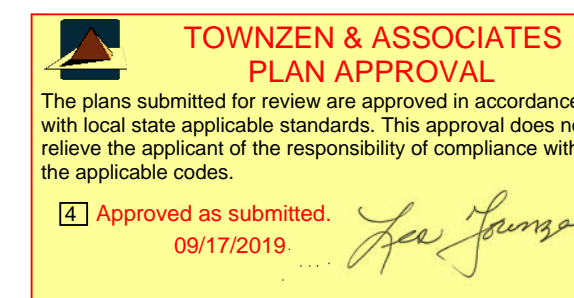 TOWNZEN & ASSOCIATES
PLAN APPROVAL
The plans submitted for review are approved in accordance
with local state applicable standards. This approval does no
relieve the applicant of the responsibility of compliance with
the applicable codes.
4 Approved as submitted.
Les Townze
09/17/2019